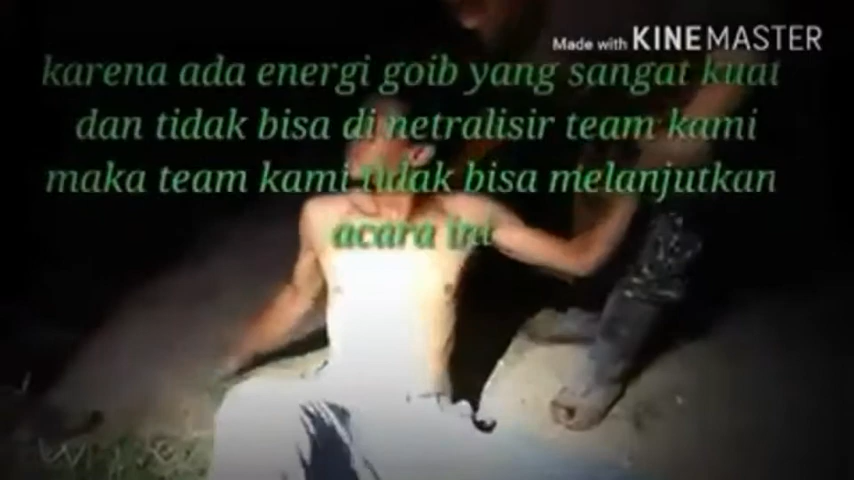 Made with KINEMASTER
karena ada energi goib yang sangat kuat
dan tidak bisa di netralisir team kami
maka team kami tidak bisa melanjutkan
acara ini